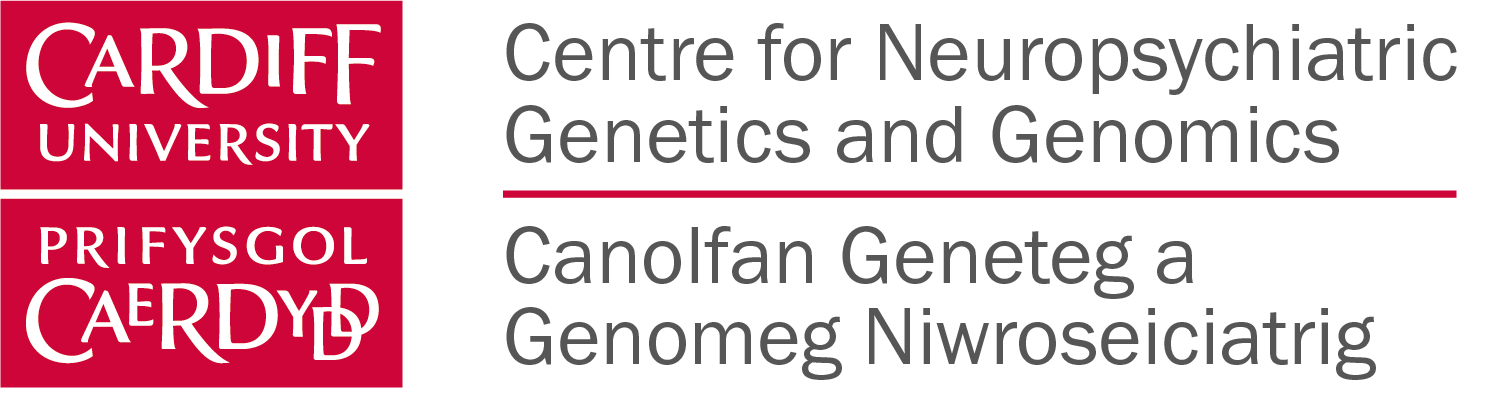 CARDIFF
UNIVERSITY
PRIFYSGOL
CAERDYDD
Centre for Neuropsychiatric
Genetics and Genomics
Canolfan Geneteg a
Genomeg Niwroseiciatrig